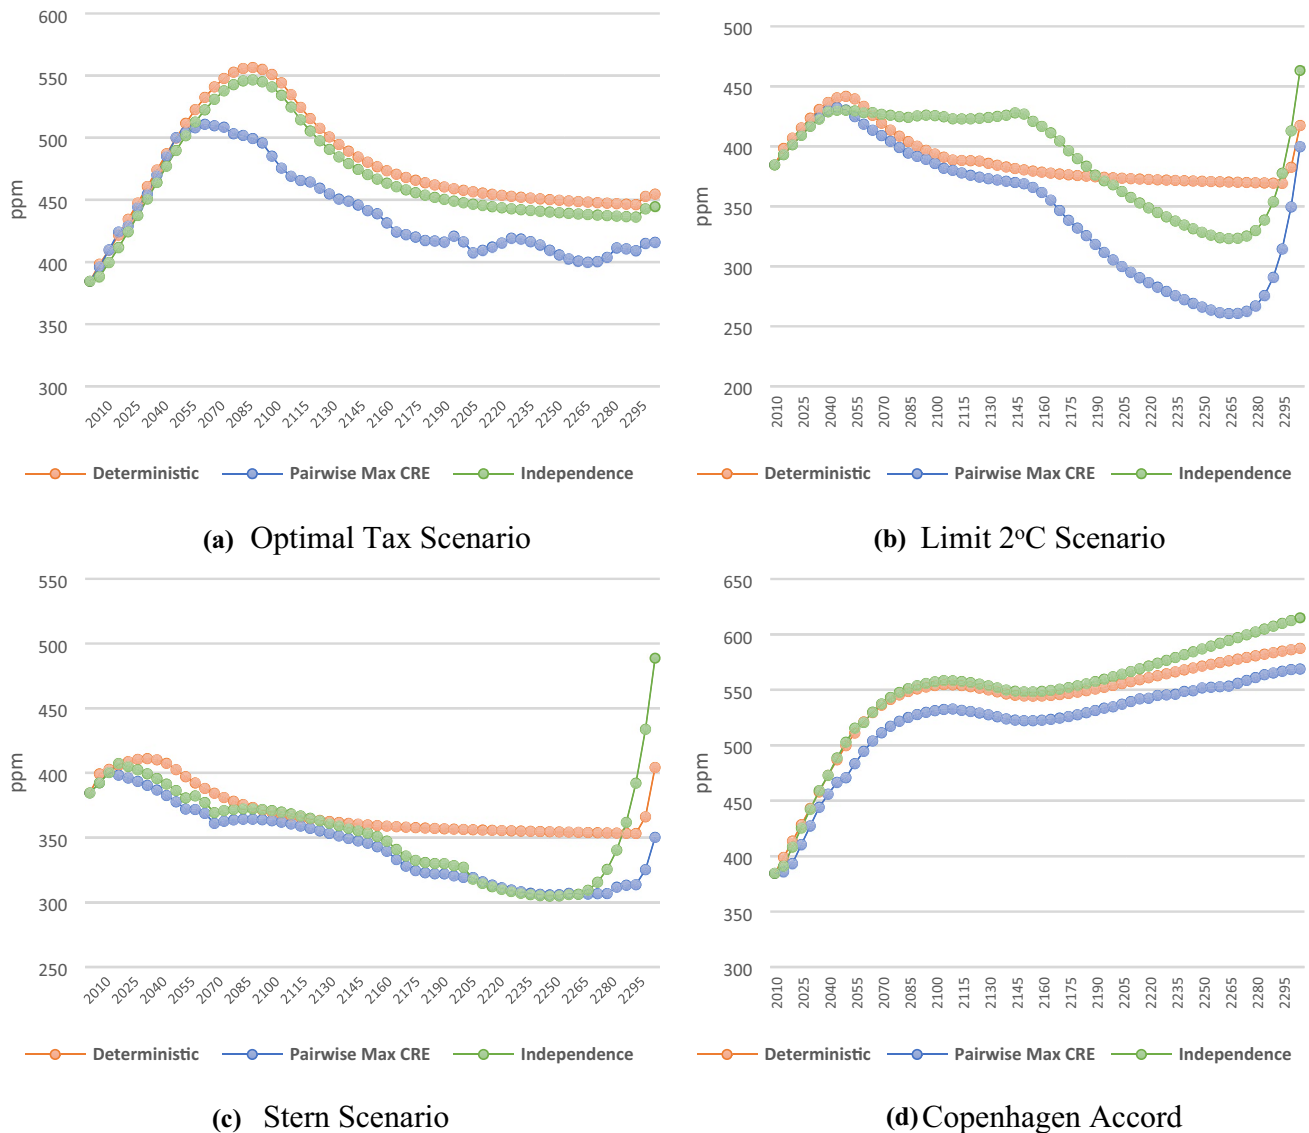 600
550
500
450
400
350
300
ppm
2010 2025 2040 2055 2070 2085 2100 2115 2130 2145 2160 2175 2190 2205 2220 2235 2250 2265 2280 2295
Deterministic Pairwise Max CRE Independence
(a) Optimal Tax Scenario
500
450
400
350
300
250
200
ppm
2010 2025 2040 2055 2070 2085 2100 2115 2130 2145 2160 2175 2190 2205 2220 2235 2250 2265 2280 2295
Deterministic Pairwise Max CRE Independence
(b) Limit 2°C Scenario
550
500
450
400
350
300
250
ppm
2010 2025 2040 2055 2070 2085 2100 2115 2130 2145 2160 2175 2190 2205 2220 2235 2250 2265 2280 2295
Deterministic Pairwise Max CRE Independence
(c) Stern Scenario
650
600
550
500
450
400
350
300
ppm
2010 2025 2040 2055 2070 2085 2100 2115 2130 2145 2160 2175 2190 2205 2220 2235 2250 2265 2280 2295
Deterministic Pairwise Max CRE Independence
(d) Copenhagen Accord